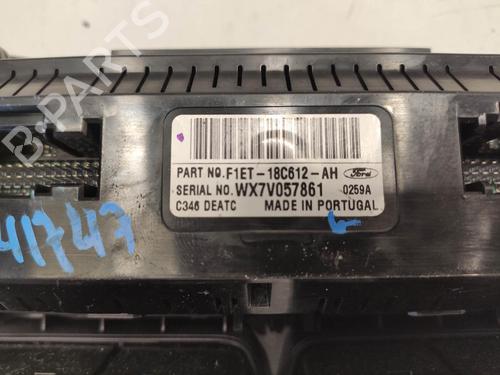 B-PARTS
PART NO. F1ET-18C612-AH Ford
SERIAL NO. WX7V057861 0259A
C346 DEATC MADE IN PORTUGAL
41747